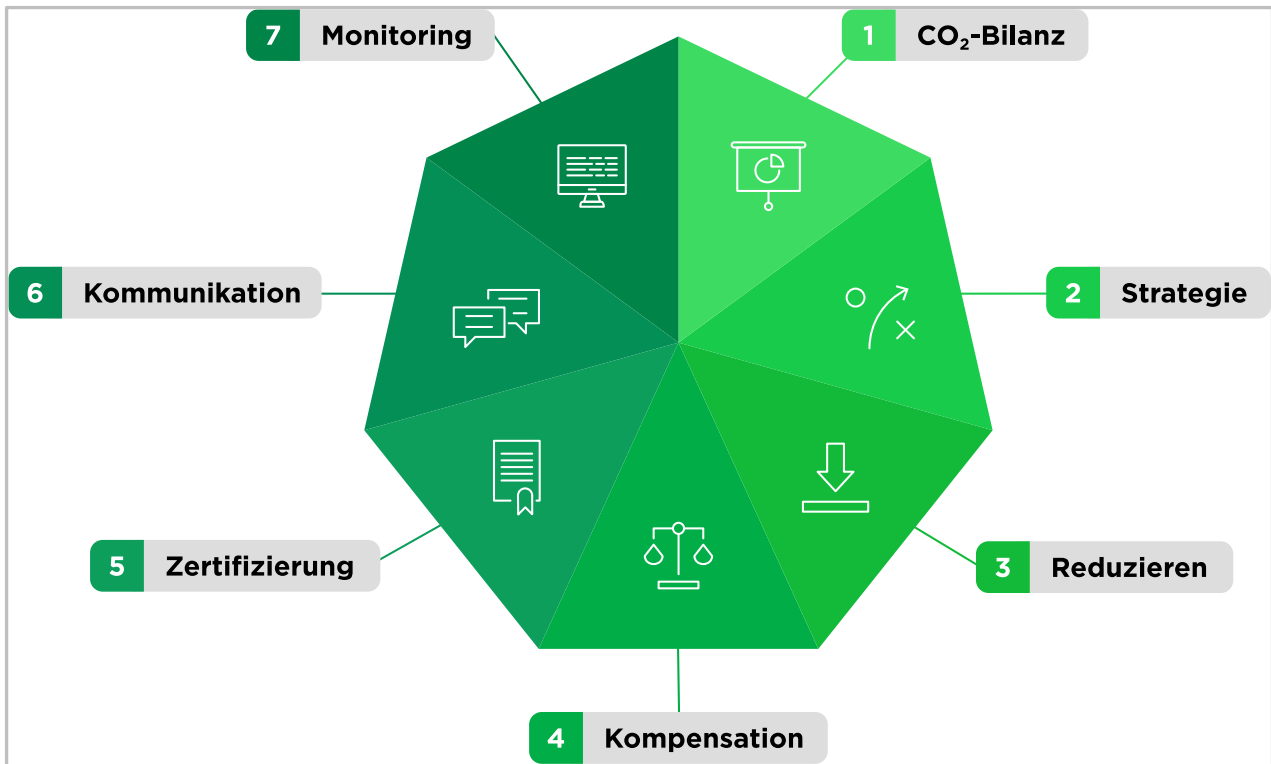 1 CO₂-Bilanz
2 Strategie
3 Reduzieren
4 Kompensation
5 Zertifizierung
6 Kommunikation
7 Monitoring